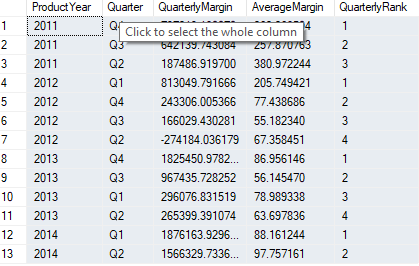 ProductYear Quarter QuarterlyMargin AverageMargin QuarterlyRank
1 2011 1
Click to select the whole column
2 2011 Q3 642139.743084 257.870763 2
3 2011 Q2 187486.919700 380.972244 3
4 2012 Q1 813049.791666 205.749421 1
5 2012 Q4 243306.005366 77.438686 2
6 2012 Q3 166029.430281 55.182340 3
7 2012 Q2 -274184.036179 67.358451 4
8 2013 Q4 1825450.9782... 86.956146 1
9 2013 Q3 967435.728252 56.145470 2
10 2013 Q1 296076.831519 78.989338 3
11 2013 Q2 265399.391074 63.697836 4
12 2014 Q1 1876163.9296... 88.161244 1
13 2014 Q2 1566329.7336... 97.757161 2